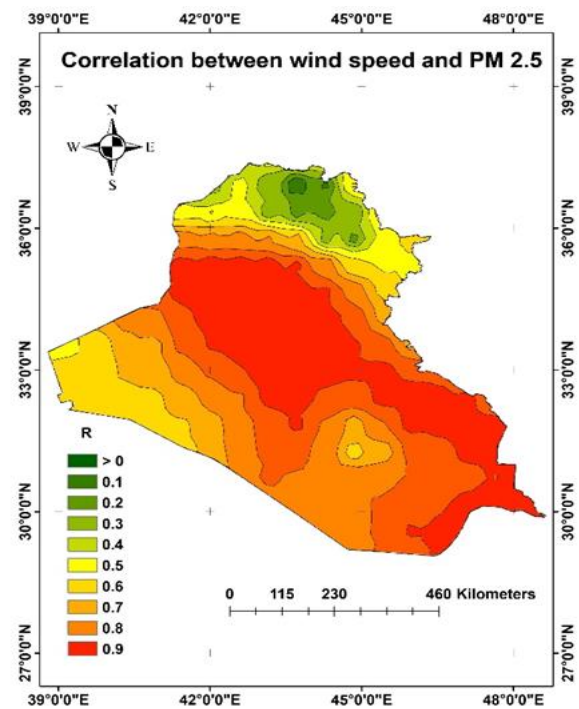 39°0'0"E 42°0'0"E 45°0'0"E 48°0'0"E
Correlation between wind speed and PM 2.5
39°0'0"N 39°0'0"N
N
W E
S
36°0'0"N 36°0'0"N
33°0'0"N 33°0'0"N
R
> 0
0.1
0.2
0.3
0.4
0.5
0.6
0.7
0.8
0.9
30°0'0"N 30°0'0"N
0 115 230 460 Kilometers
27°0'0"N 27°0'0"N
39°0'0"E 42°0'0"E 45°0'0"E 48°0'0"E